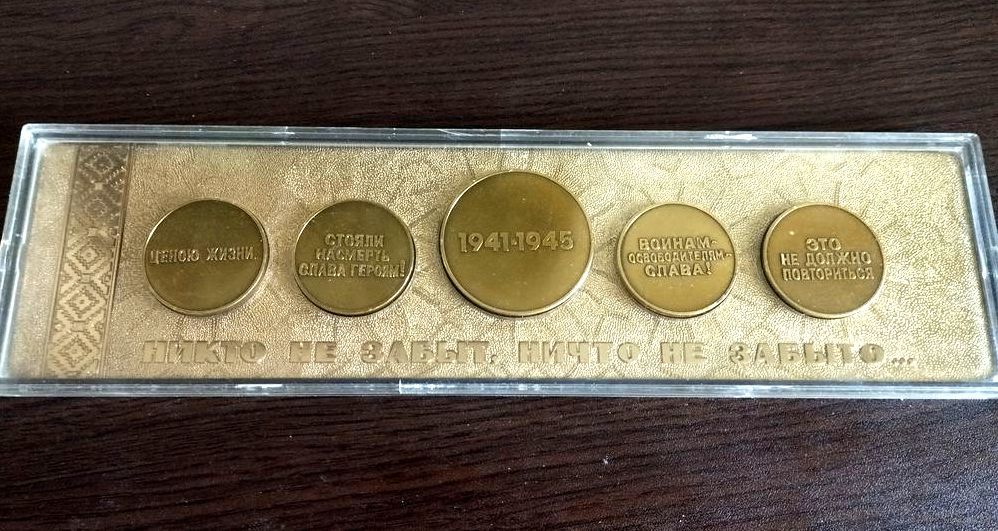 ЦЕНОЮ ЖИЗНИ.
СТОЯЛИ
НАСМЕРТЬ
СЛАВА ГЕРОЯМ!
1941·1945
ВОИНАМ-
ОСВОБОДИТЕЛЯМ-
СЛАВА!
ЭТО
НЕ ДОЛЖНО
ПОВТОРИТЬСЯ
НИКТО НЕ ЗАБЫТ, НИЧТО НЕ ЗАБЫТО...